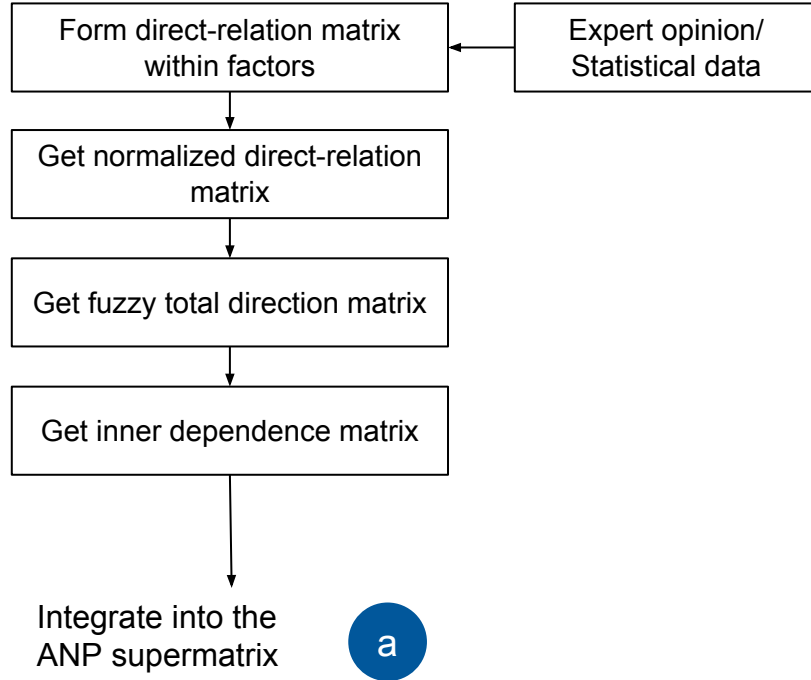 Form direct-relation matrix
within factors
Expert opinion/
Statistical data
Get normalized direct-relation
matrix
Get fuzzy total direction matrix
Get inner dependence matrix
Integrate into the
ANP supermatrix
a